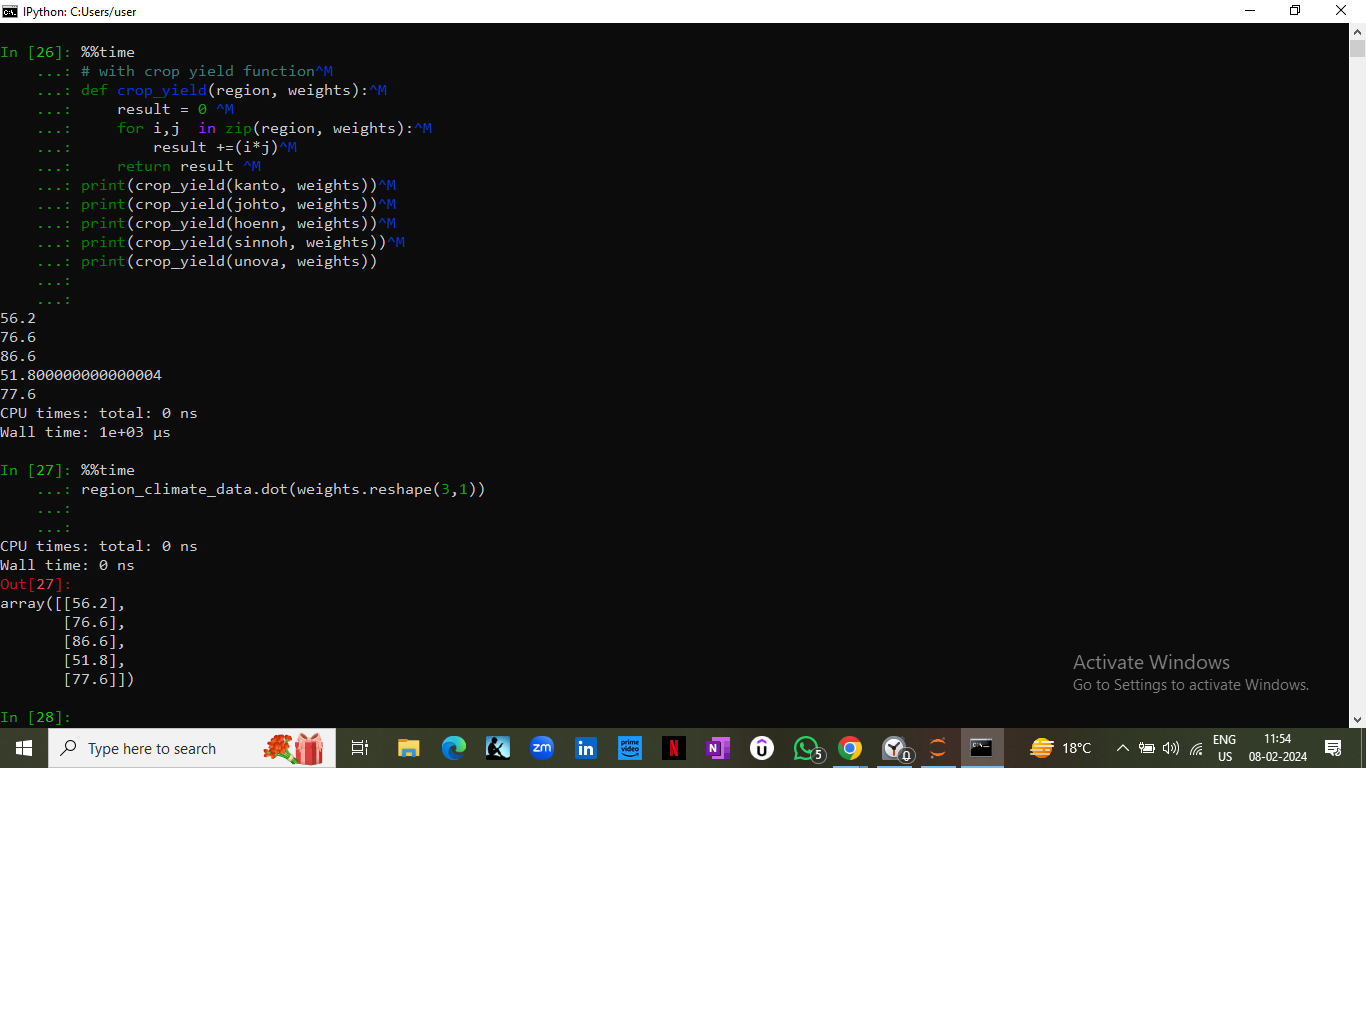 IPython: C:Users/user
In [26]: %%time
...: # with crop yield function^M
...: def crop_yield(region, weights):^M
...:     result = 0 ^M
...:     for i,j  in zip(region, weights):^M
...:         result +=(i*j)^M
...:     return result ^M
...: print(crop_yield(kanto, weights))^M
...: print(crop_yield(johto, weights))^M
...: print(crop_yield(hoenn, weights))^M
...: print(crop_yield(sinnoh, weights))^M
...: print(crop_yield(unova, weights))
...:
...:
56.2
76.6
86.6
51.800000000000004
77.6
CPU times: total: 0 ns
Wall time: 1e+03 µs
In [27]: %%time
...: region_climate_data.dot(weights.reshape(3,1))
...:
...:
CPU times: total: 0 ns
Wall time: 0 ns
Out[27]:
array([[56.2],
[76.6],
[86.6],
[51.8],
[77.6]])
In [28]:
Activate Windows
Go to Settings to activate Windows.
Type here to search
zm
in
prime video
N
N
5
18°C
ENG
US
11:54
08-02-2024